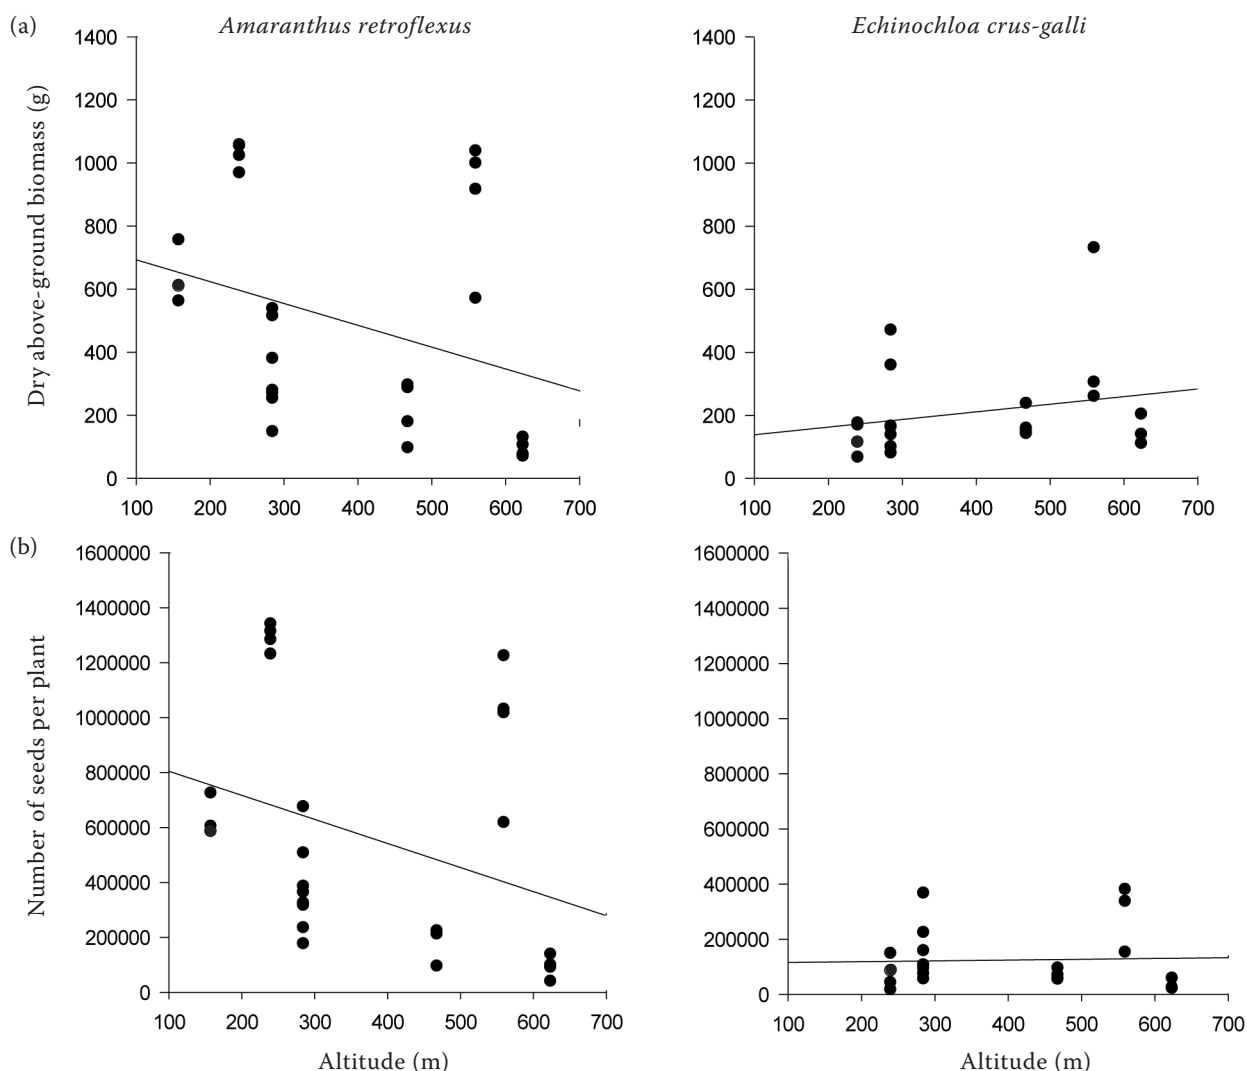 (a)
Amaranthus retroflexus
Echinochloa crus-galli
Dry above-ground biomass (g)
1400
1200
1000
800
600
400
200
0
100 200 300 400 500 600 700
1400
1200
1000
800
600
400
200
0
100 200 300 400 500 600 700
(b)
Number of seeds per plant
1600000
1400000
1200000
1000000
800000
600000
400000
200000
0
100 200 300 400 500 600 700
Altitude (m)
1600000
1400000
1200000
1000000
800000
600000
400000
200000
0
100 200 300 400 500 600 700
Altitude (m)